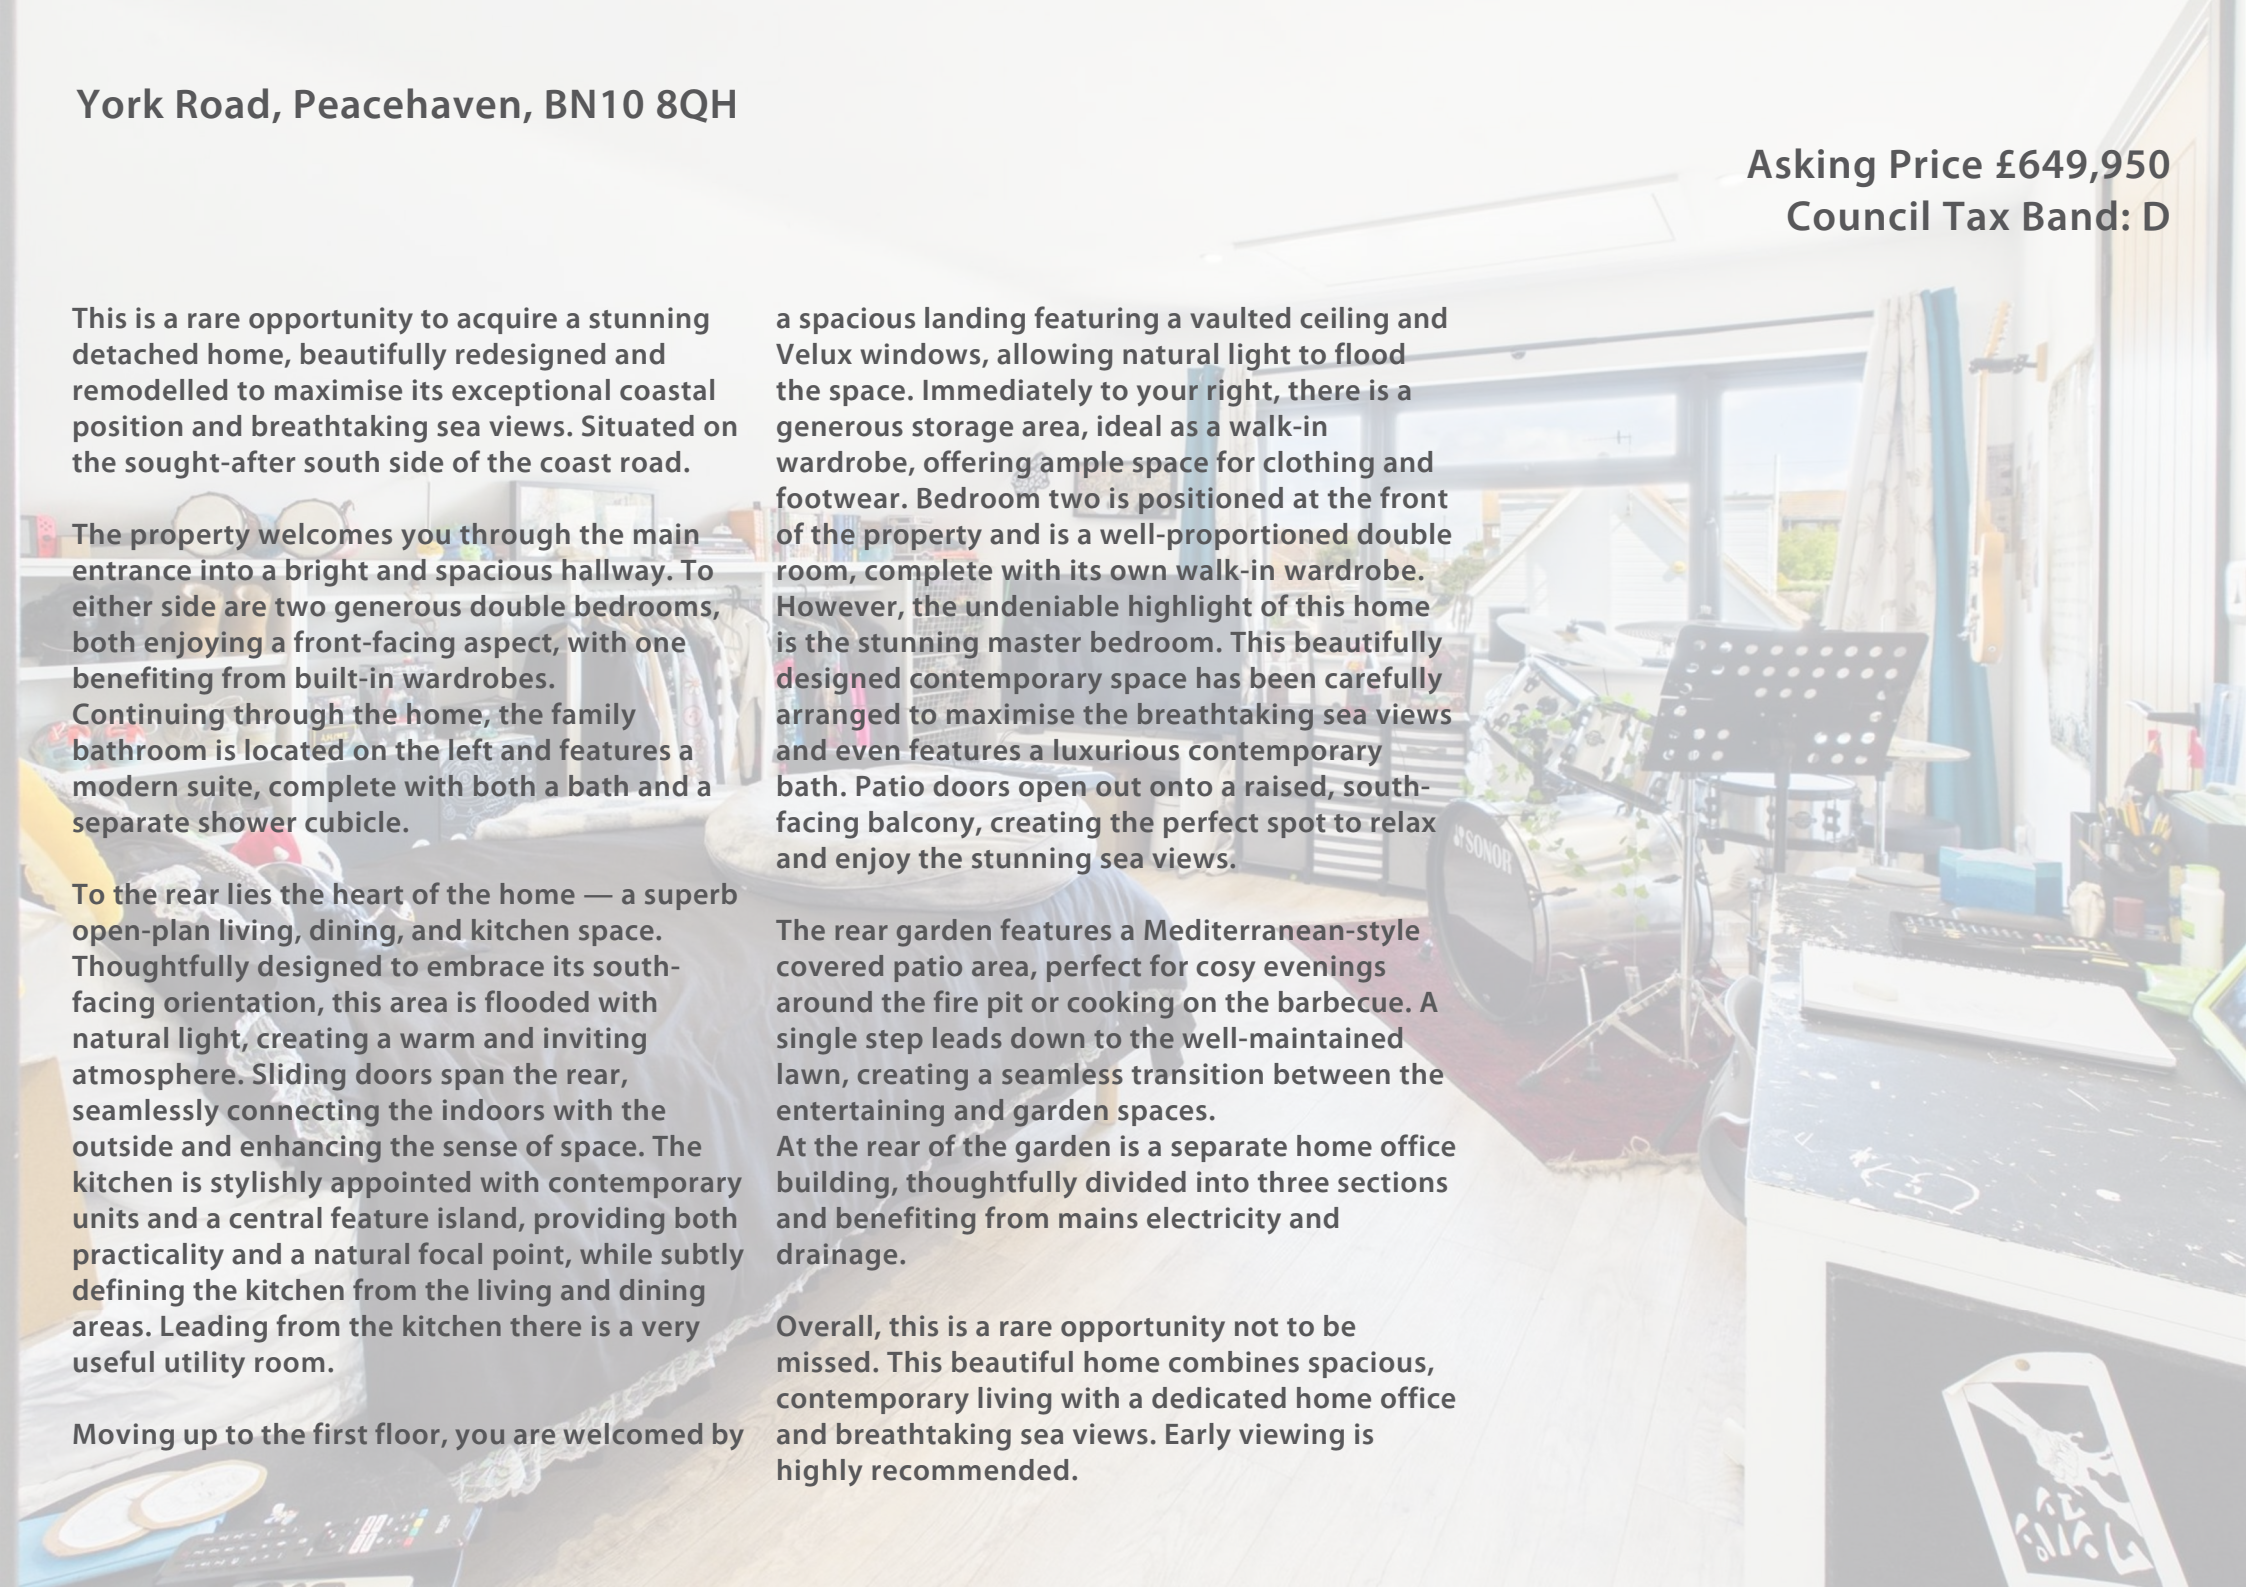 York Road, Peacehaven, BN10 8QH
Asking Price £649,950
Council Tax Band: D
This is a rare opportunity to acquire a stunning
detached home, beautifully redesigned and
remodelled to maximise its exceptional coastal
position and breathtaking sea views. Situated on
the sought-after south side of the coast road.
The property welcomes you through the main
entrance into a bright and spacious hallway. To
either side are two generous double bedrooms,
both enjoying a front-facing aspect, with one
benefiting from built-in wardrobes.
Continuing through the home, the family
bathroom is located on the left and features a
modern suite, complete with both a bath and a
separate shower cubicle.
To the rear lies the heart of the home — a superb
open-plan living, dining, and kitchen space.
Thoughtfully designed to embrace its south-
facing orientation, this area is flooded with
natural light, creating a warm and inviting
atmosphere. Sliding doors span the rear,
seamlessly connecting the indoors with the
outside and enhancing the sense of space. The
kitchen is stylishly appointed with contemporary
units and a central feature island, providing both
practicality and a natural focal point, while subtly
defining the kitchen from the living and dining
areas. Leading from the kitchen there is a very
useful utility room.
Moving up to the first floor, you are welcomed by
a spacious landing featuring a vaulted ceiling and
Velux windows, allowing natural light to flood
the space. Immediately to your right, there is a
generous storage area, ideal as a walk-in
wardrobe, offering ample space for clothing and
footwear. Bedroom two is positioned at the front
of the property and is a well-proportioned double
room, complete with its own walk-in wardrobe.
However, the undeniable highlight of this home
is the stunning master bedroom. This beautifully
designed contemporary space has been carefully
arranged to maximise the breathtaking sea views
and even features a luxurious contemporary
bath. Patio doors open out onto a raised, south-
facing balcony, creating the perfect spot to relax
and enjoy the stunning sea views.
The rear garden features a Mediterranean-style
covered patio area, perfect for cosy evenings
around the fire pit or cooking on the barbecue. A
single step leads down to the well-maintained
lawn, creating a seamless transition between the
entertaining and garden spaces.
At the rear of the garden is a separate home office
building, thoughtfully divided into three sections
and benefiting from mains electricity and
drainage.
Overall, this is a rare opportunity not to be
missed. This beautiful home combines spacious,
contemporary living with a dedicated home office
and breathtaking sea views. Early viewing is
highly recommended.
SONOR